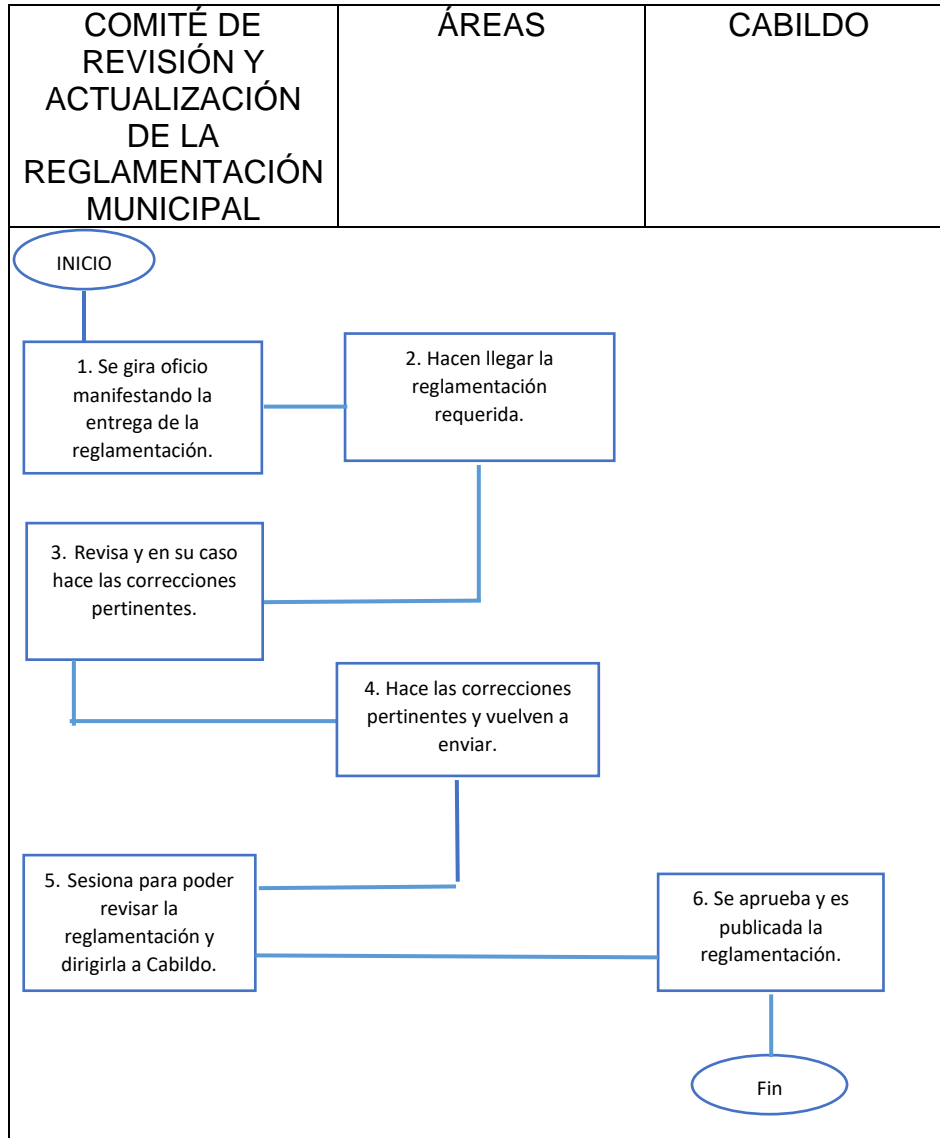 COMITÉ DE
REVISIÓN Y
ACTUALIZACIÓN
DE LA
REGLAMENTACIÓN
MUNICIPAL
ÁREAS
CABILDO
INICIO
1. Se gira oficio
manifestando la
entrega de la
reglamentación.
2. Hacen llegar la
reglamentación
requerida.
3. Revisa y en su caso
hace las correcciones
pertinentes.
4. Hace las correcciones
pertinentes y vuelven a
enviar.
5. Sesiona para poder
revisar la
reglamentación y
dirigirla a Cabildo.
6. Se aprueba y es
publicada la
reglamentación.
Fin